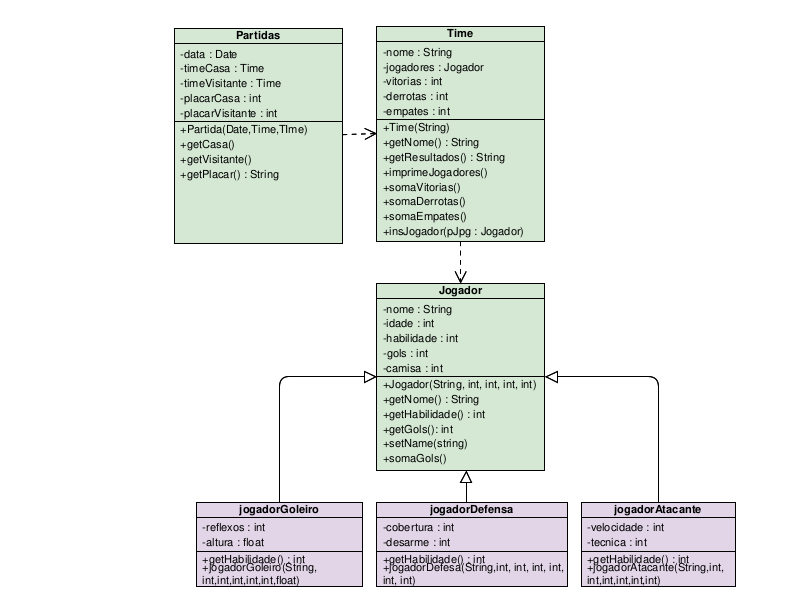 Partidas
-data : Date
-timeCasa : Time
-timeVisitante : Time
-placarCasa : int
-placarVisitante : int
+Partida(Date,Time,TIme)
+getCasa()
+getVisitante()
+getPlacar() : String
Time
-nome : String
-jogadores : Jogador
-vitorias : int
-derrotas : int
-empates : int
+Time(String)
+getNome() : String
+getResultados() : String
+imprimeJogadores()
+somaVitorias()
+somaDerrotas()
+somaEmpates()
+insJogador(pJpg : Jogador)
Jogador
-nome : String
-idade : int
-habilidade : int
-gols : int
-camisa : int
+Jogador(String, int, int, int, int)
+getNome() : String
+getHabilidade() : int
+getGols(): int
+setName(string)
+somaGols()
jogadorGoleiro
-reflexos : int
-altura : float
+getHabilidade() : int
+jogadorGoleiro(String,
int,int,int,int,int,float)
jogadorDefensa
-cobertura : int
-desarme : int
+getHabilidade() : int
+jogadorDefesa(String,int, int, int, int,
int, int)
jogadorAtacante
-velocidade : int
-tecnica : int
+getHabilidade() : int
+jogadorAtacante(String,int,
int,int,int,int,int)